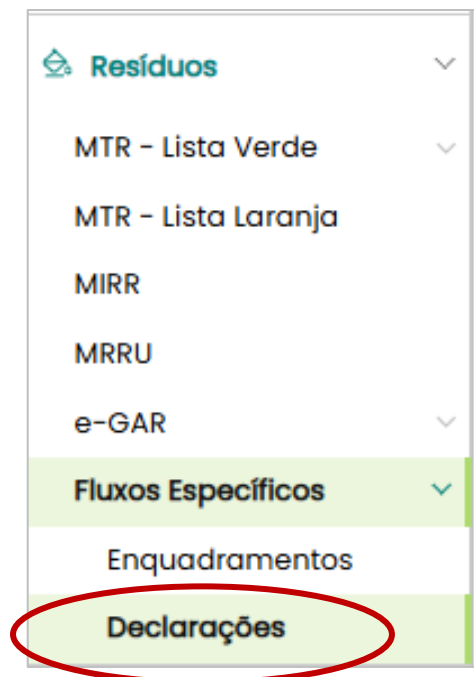 Resíduos
MTR - Lista Verde
MTR - Lista Laranja
MIRR
MRRU
e-GAR
Fluxos Específicos
Enquadramentos
Declarações